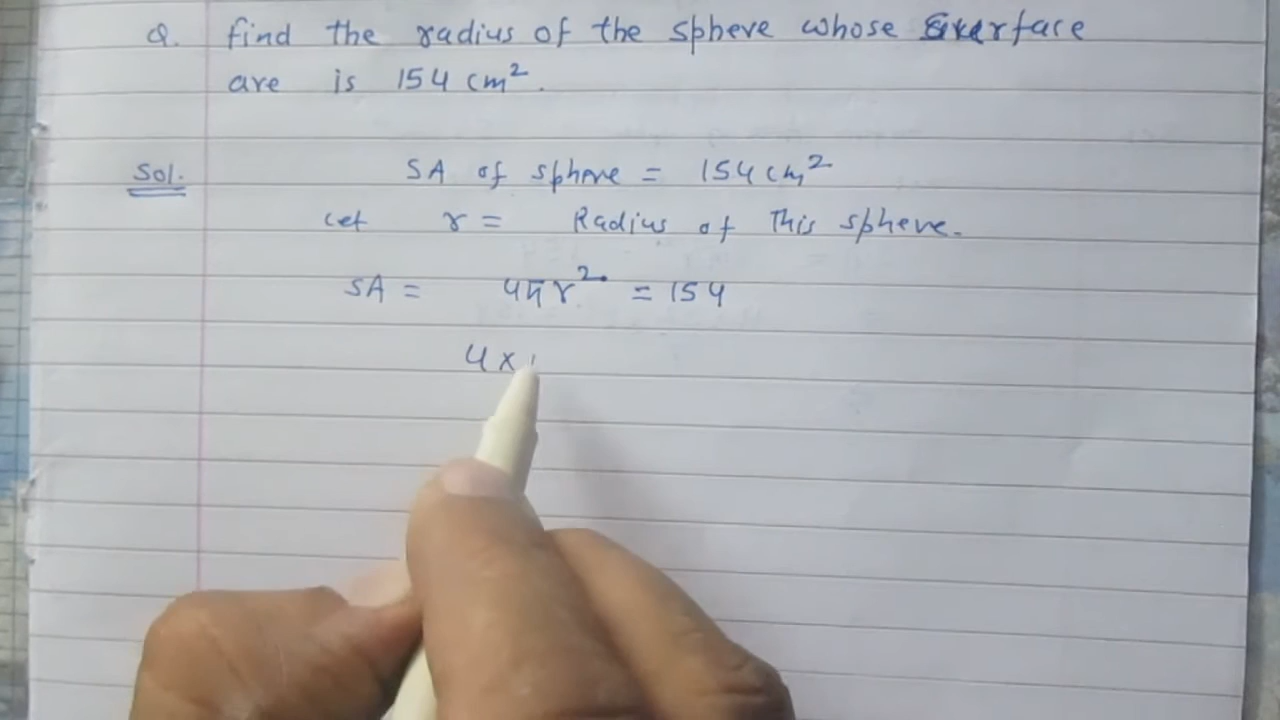 Q. find the radius of the sphere whose surface
are is 154 cm².
Sol. SA of sphere = 154 cm²
Let r = Radius of This sphere.
SA = 4πr² = 154
4 ×